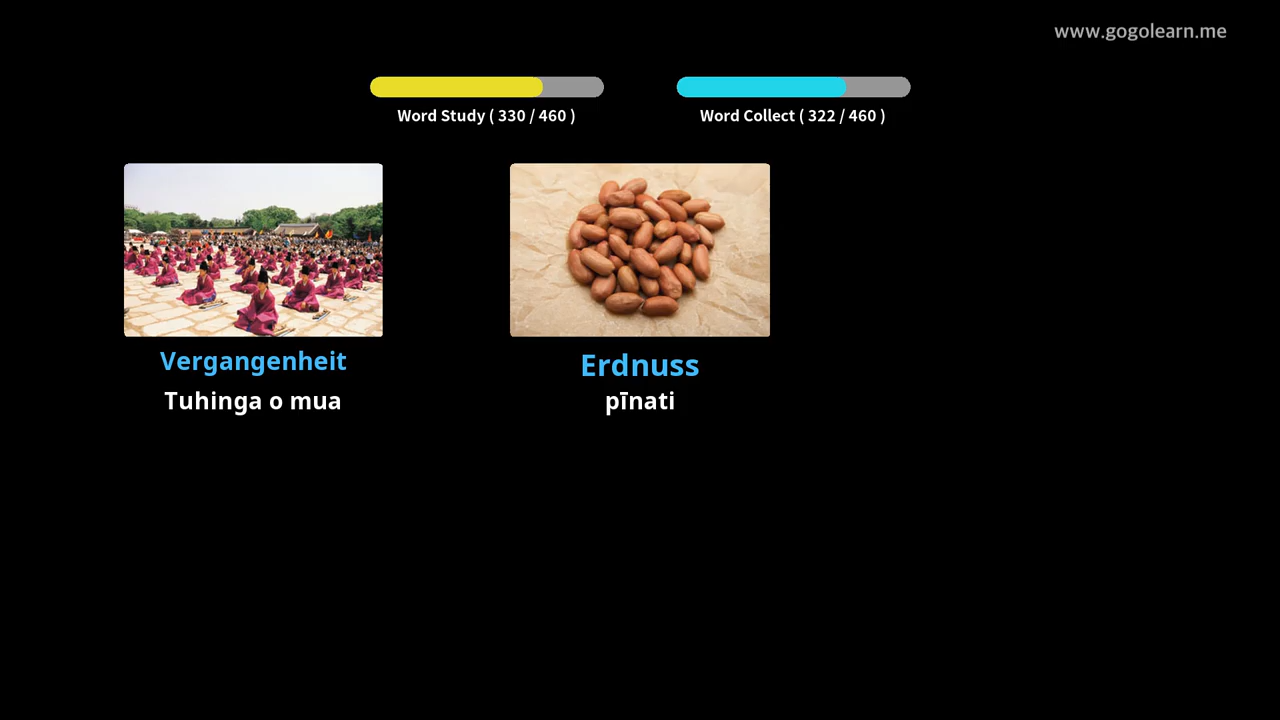 www.gogolearn.me
Word Study ( 330 / 460 )
Word Collect ( 322 / 460 )
Vergangenheit
Tuhinga o mua
Erdnuss
pīnati